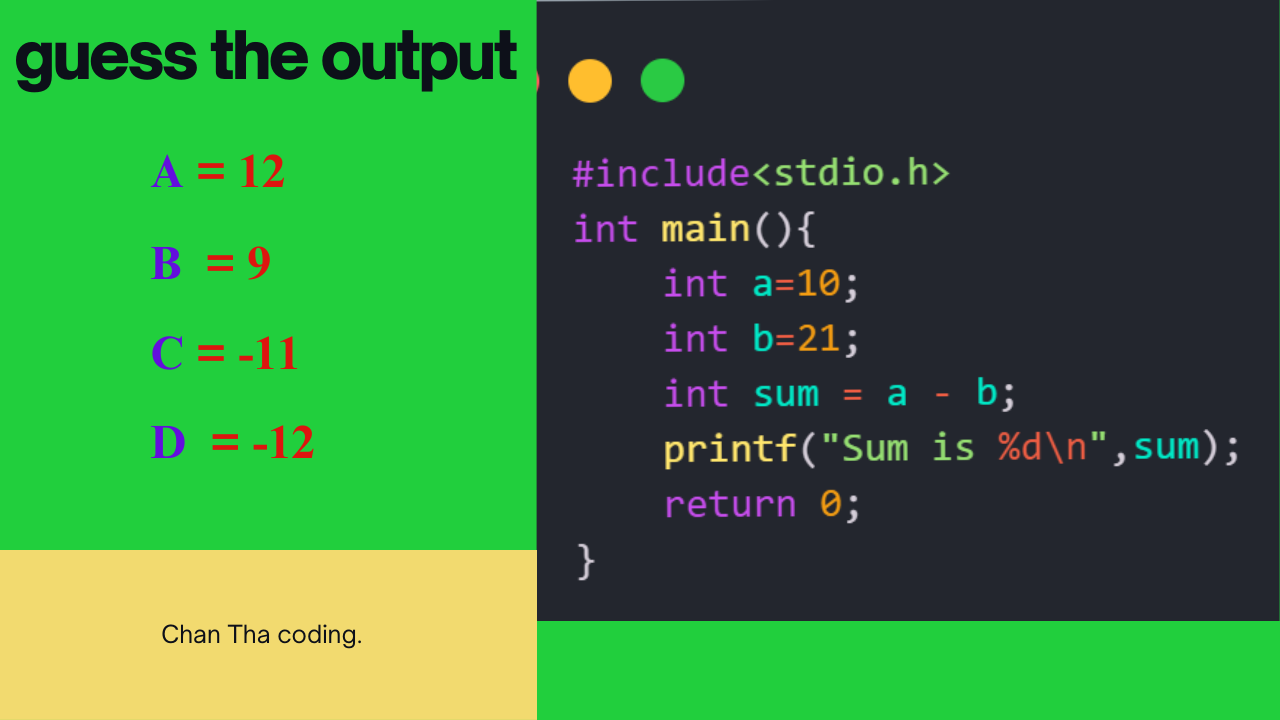 guess the output
A = 12
B = 9
C = -11
D = -12
Chan Tha coding.
#include<stdio.h>
int main(){
    int a=10;
    int b=21;
    int sum = a - b;
    printf("Sum is %d\n",sum);
    return 0;
}